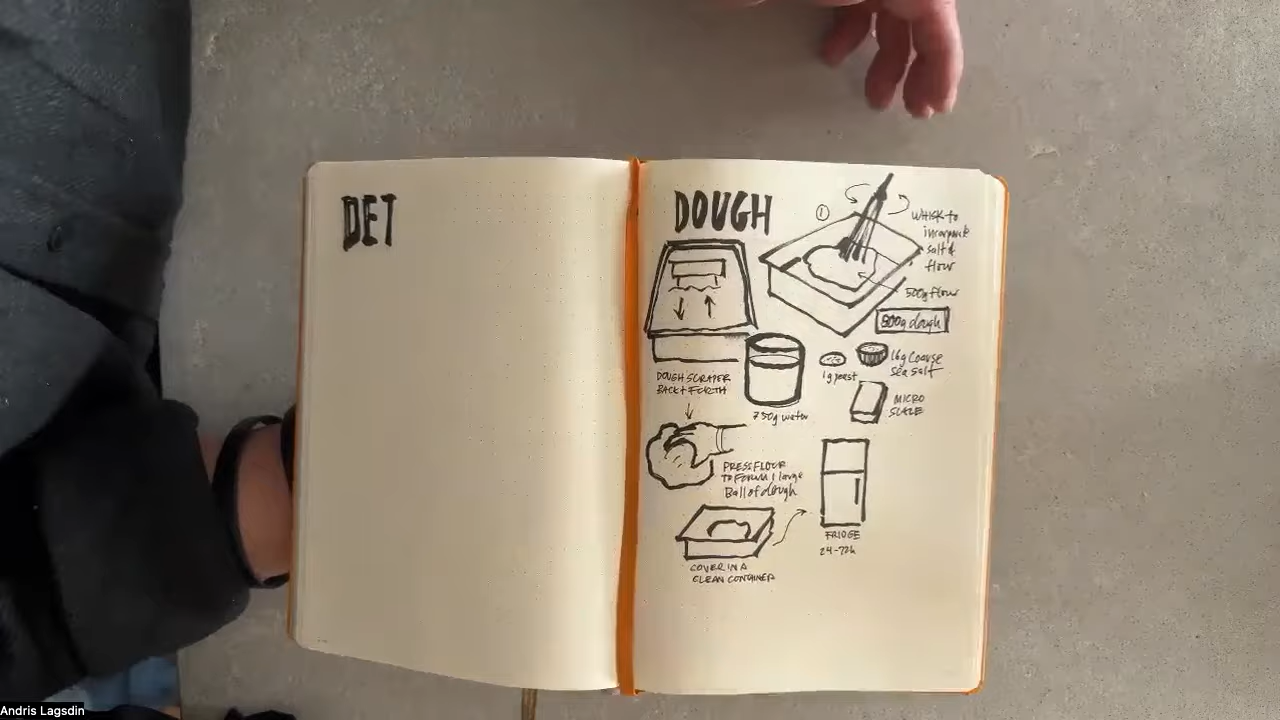 DET
DOUGH
①
WHISK to
incorporate
salt &
flour
500g flour
800g dough
DOUGH SCRAPER
BACK + FORTH
750g water
1g yeast
16g Coarse
sea salt
MICRO
SCALE
PRESS FLOUR
TO FORM 1 large
Ball of dough
FRIDGE
24-72h
COVER IN A
CLEAN CONTAINER
Andris Lagsdin